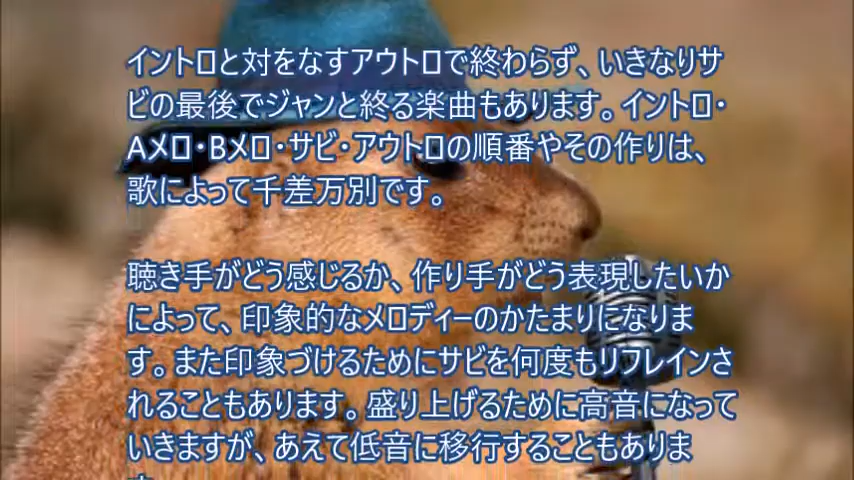 イントロと対をなすアウトロで終わらず、いきなりサ
ビの最後でジャンと終る楽曲もあります。イントロ・
Aメロ・Bメロ・サビ・アウトロの順番やその作りは、
歌によって千差万別です。
聴き手がどう感じるか、作り手がどう表現したいか
によって、印象的なメロディーのかたまりになりま
す。また印象づけるためにサビを何度もリフレインさ
れることもあります。盛り上げるために高音になって
いきますが、あえて低音に移行することもありま